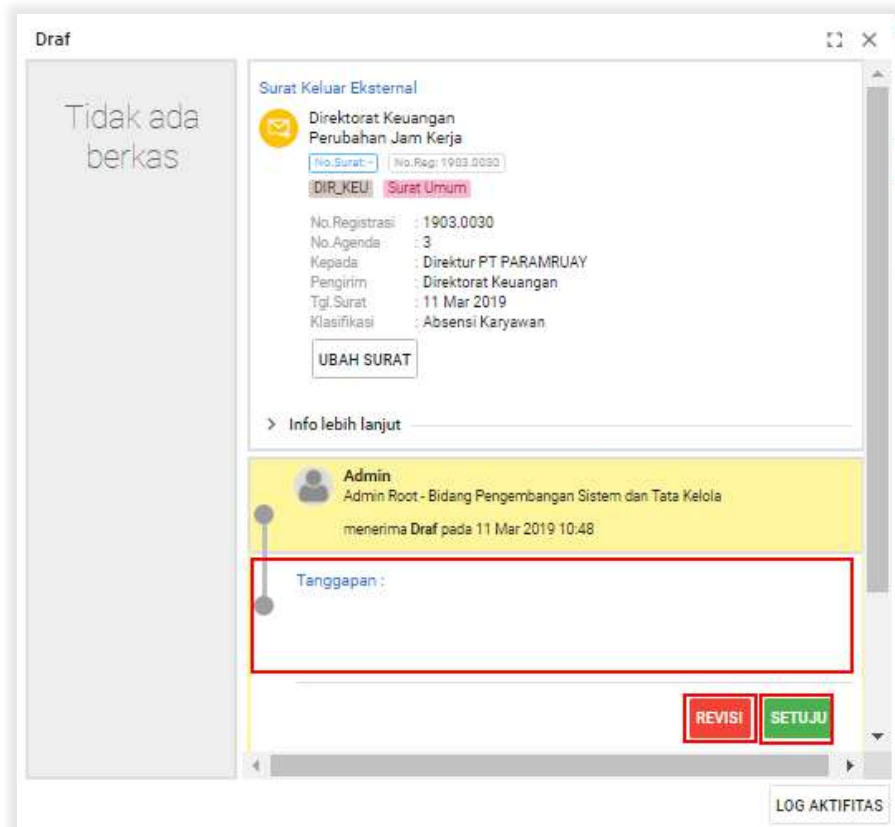 Draf
Tidak ada
berkas
Surat Keluar Eksternal
Direktorat Keuangan
Perubahan Jam Kerja
No.Surat:- No.Reg: 1903.0030
DIR_KEU Surat Umum
No.Registrasi : 1903.0030
No.Agenda : 3
Kepada : Direktur PT PARAMRUAY
Pengirim : Direktorat Keuangan
Tgl.Surat : 11 Mar 2019
Klasifikasi : Absensi Karyawan
UBAH SURAT
> Info lebih lanjut
Admin
Admin Root - Bidang Pengembangan Sistem dan Tata Kelola
menerima Draf pada 11 Mar 2019 10:48
Tanggapan :
REVISI SETUJU
LOG AKTIFITAS